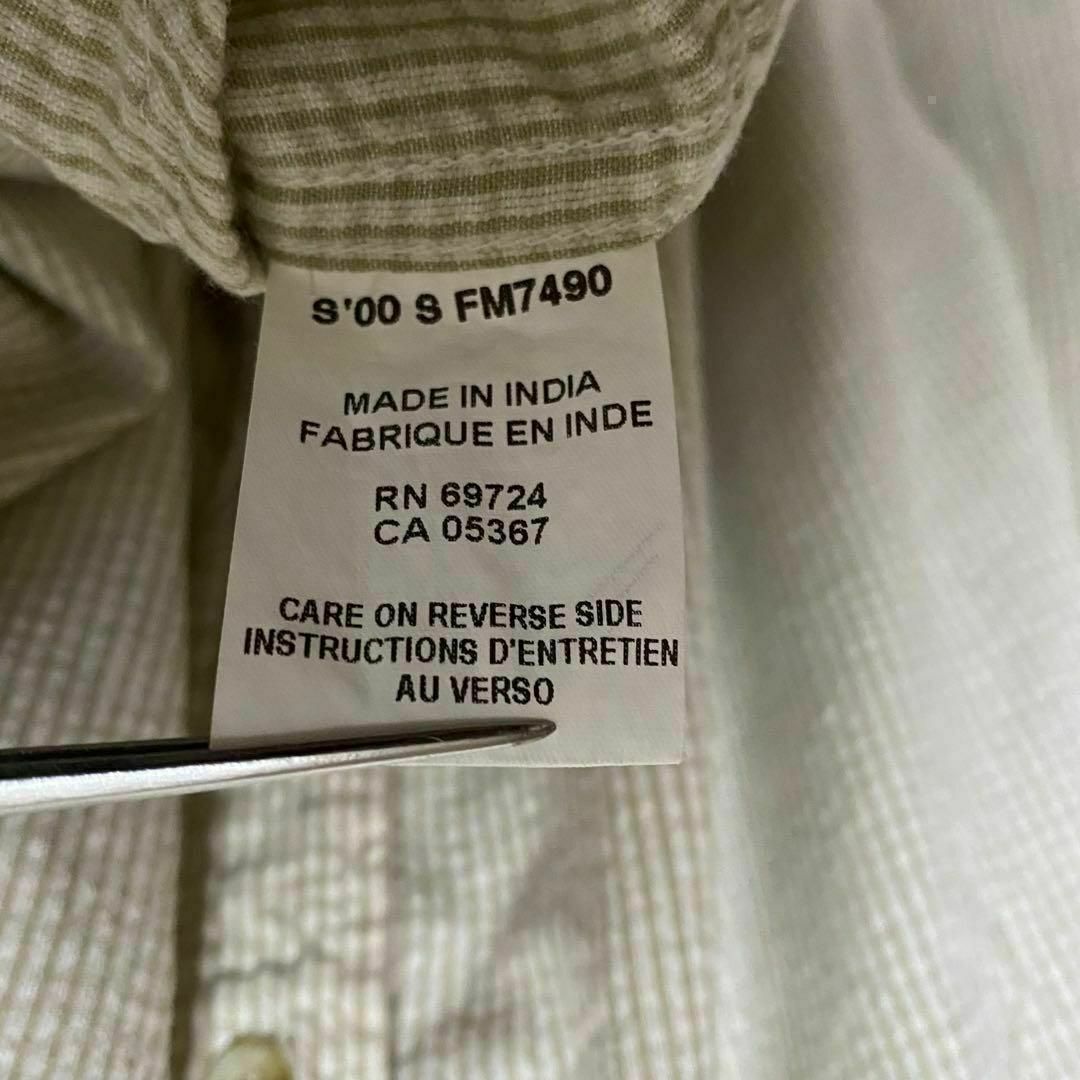 S'00 S FM7490
MADE IN INDIA
FABRIQUE EN INDE
RN 69724
CA 05367
CARE ON REVERSE SIDE
INSTRUCTIONS D'ENTRETIEN
AU VERSO